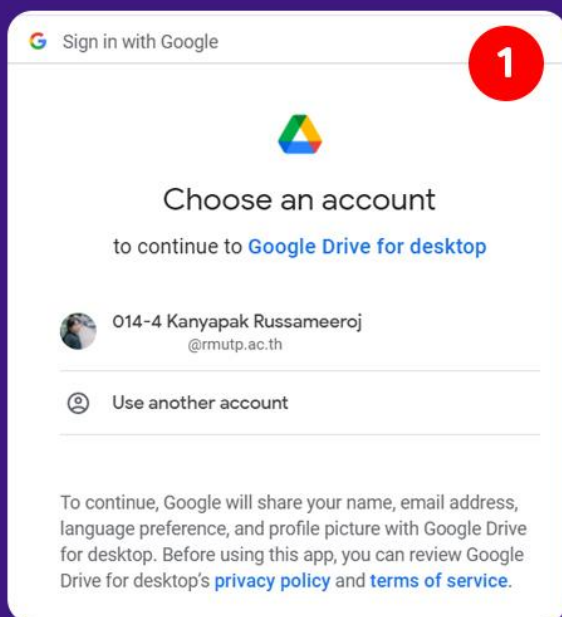 Sign in with Google
1
Choose an account
to continue to Google Drive for desktop
014-4 Kanyapak Russameeroj
@rmutp.ac.th
Use another account
To continue, Google will share your name, email address,
language preference, and profile picture with Google Drive
for desktop. Before using this app, you can review Google
Drive for desktop's privacy policy and terms of service.